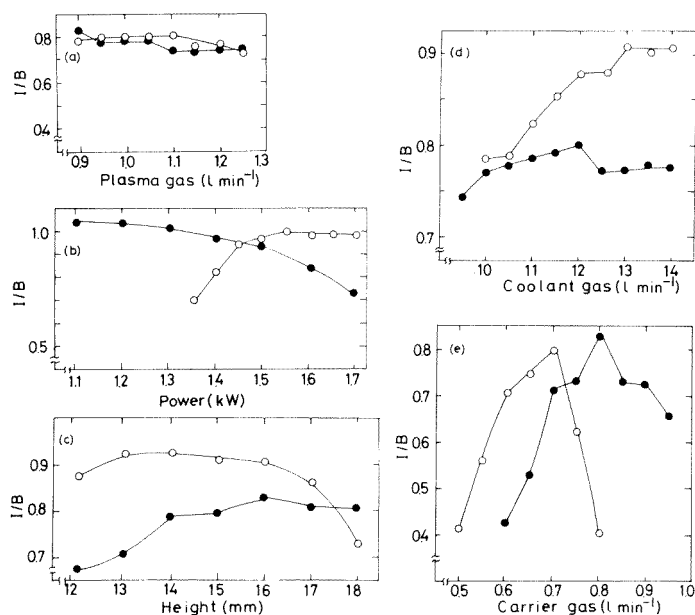 0.8
(a)
0.6
I/B
0.4
0.9 1.0 1.1 1.2 1.3
Plasma gas (l min⁻¹)
1.0
(b)
I/B
0.5
1.1 1.2 1.3 1.4 1.5 1.6 1.7
Power (kW)
(c)
0.9
I/B
0.8
0.7
12 13 14 15 16 17 18
Height (mm)
0.9
(d)
I/B
0.8
0.7
10 11 12 13 14
Coolant gas (l min⁻¹)
0.8
(e)
0.7
I/B
0.6
0.5
0.4
0.5 0.6 0.7 0.8 0.9 1.0
Carrier gas (l min⁻¹)